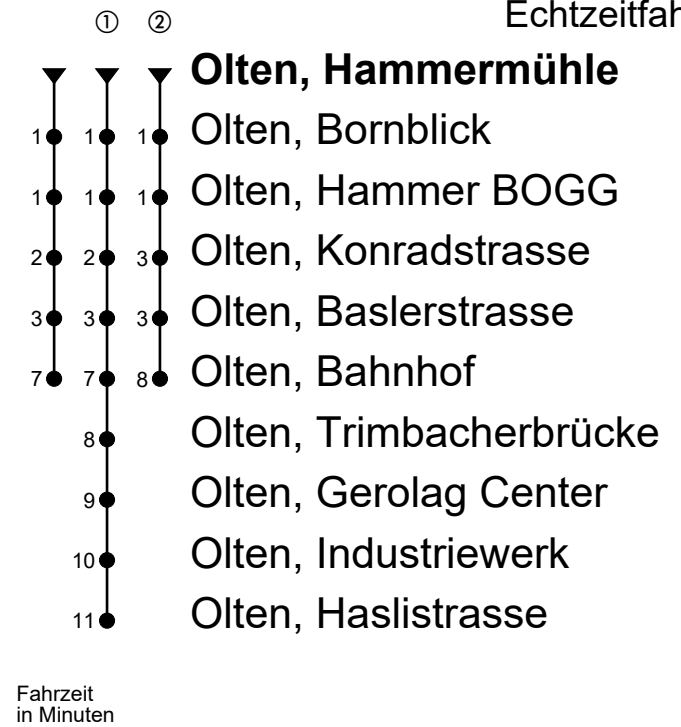 ① ② Echtzeitfah
Olten, Hammermühle
1 1 1 Olten, Bornblick
1 1 1 Olten, Hammer BOGG
2 2 3 Olten, Konradstrasse
3 3 3 Olten, Baslerstrasse
7 7 8 Olten, Bahnhof
8 Olten, Trimbacherbrücke
9 Olten, Gerolag Center
10 Olten, Industriewerk
11 Olten, Haslistrasse
Fahrzeit
in Minuten